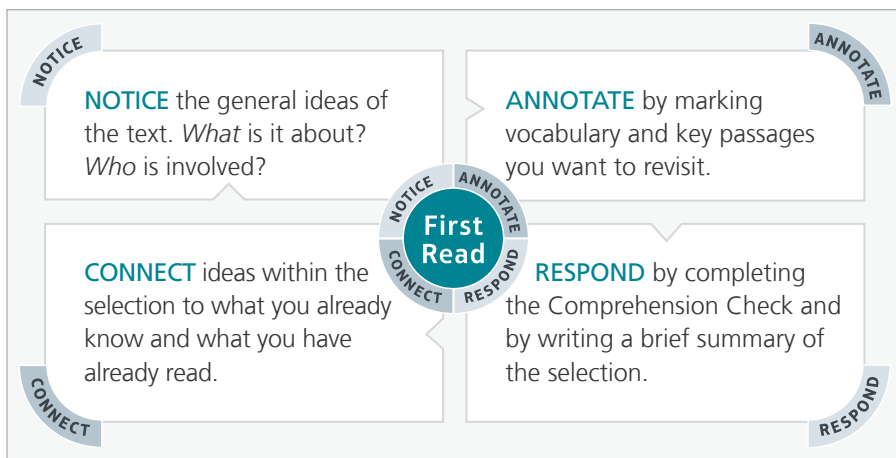 NOTICE
NOTICE the general ideas of
the text. What is it about?
Who is involved?
ANNOTATE
ANNOTATE by marking
vocabulary and key passages
you want to revisit.
NOTICE
ANNOTATE
First
Read
CONNECT
RESPOND
CONNECT ideas within the
selection to what you already
know and what you have
already read.
CONNECT
RESPOND by completing
the Comprehension Check and
by writing a brief summary of
the selection.
RESPOND